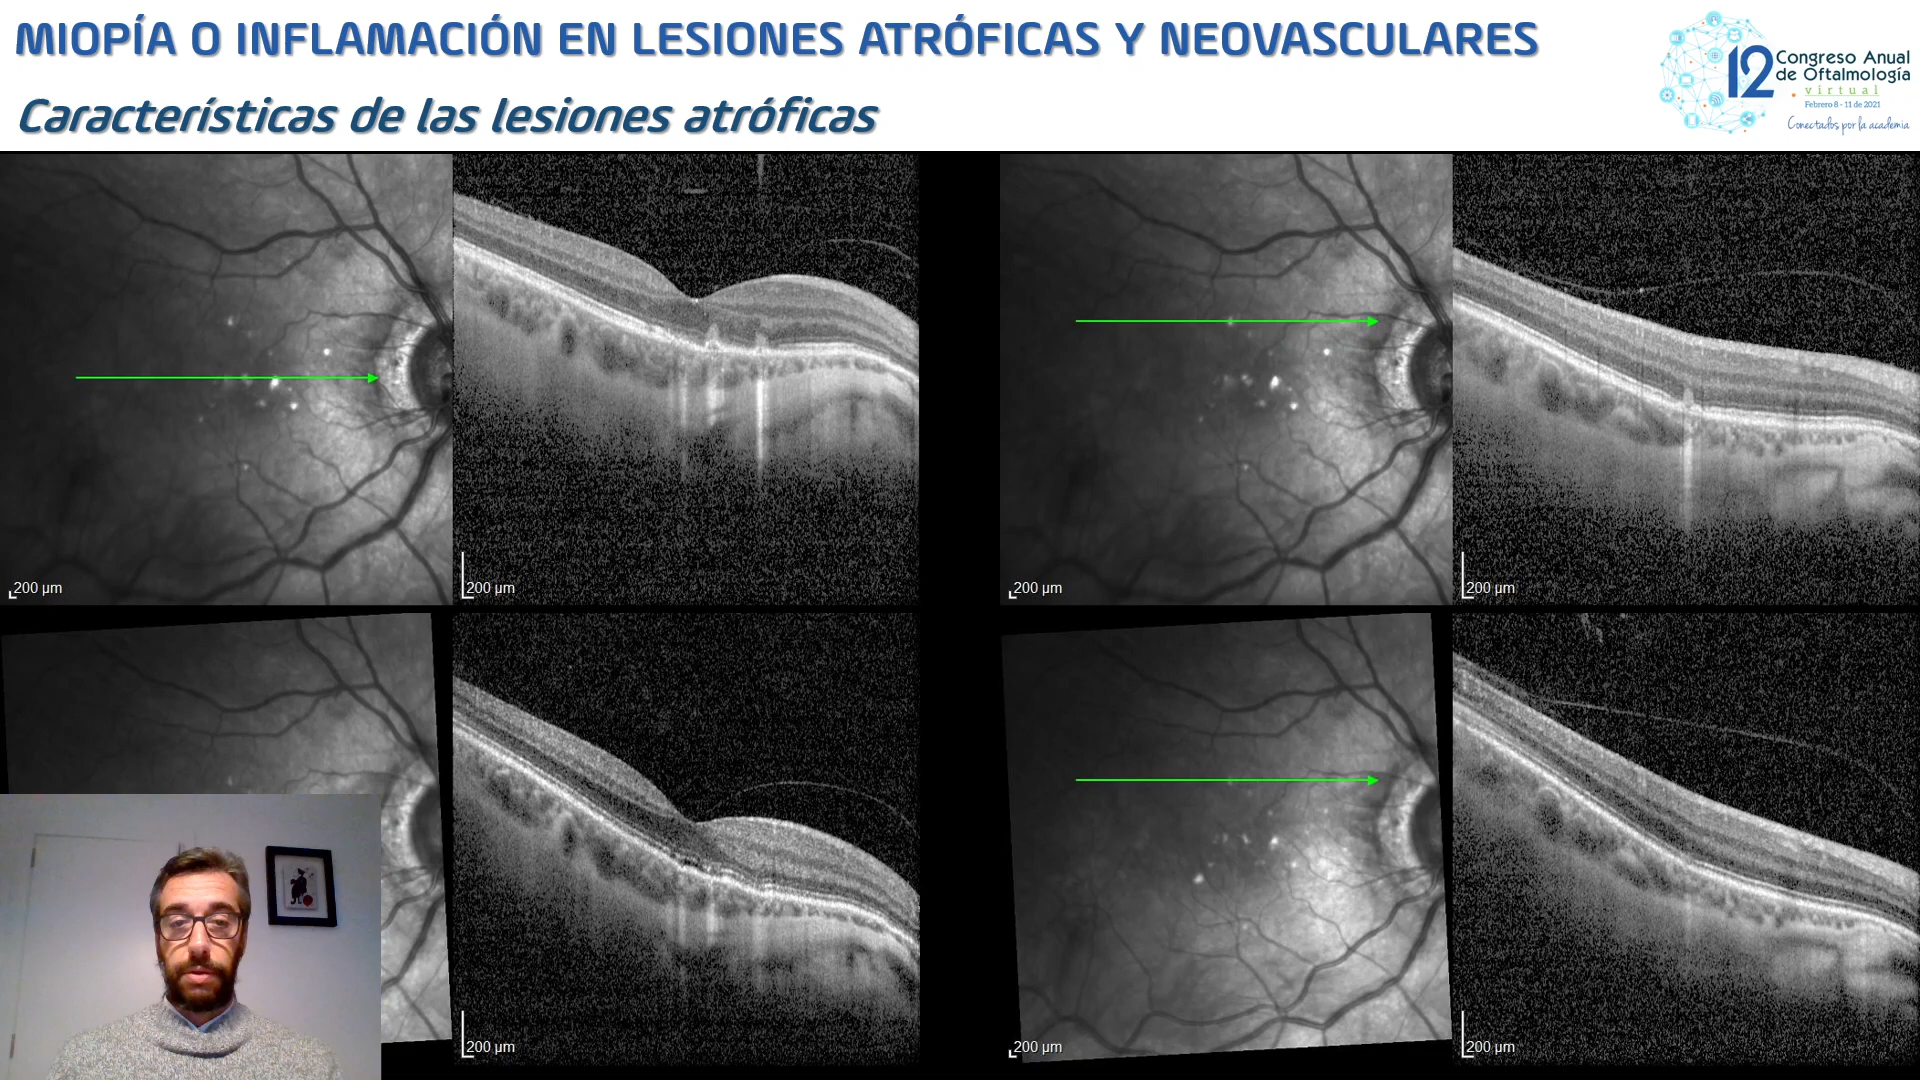 MIOPÍA O INFLAMACIÓN EN LESIONES ATRÓFICAS Y NEOVASCULARES
Características de las lesiones atróficas
12 Congreso Anual
de Oftalmología
virtual
Febrero 8 - 11 de 2021
Conectados por la academia
200 µm
200 µm
200 µm
200 µm
200 µm
200 µm
200 µm